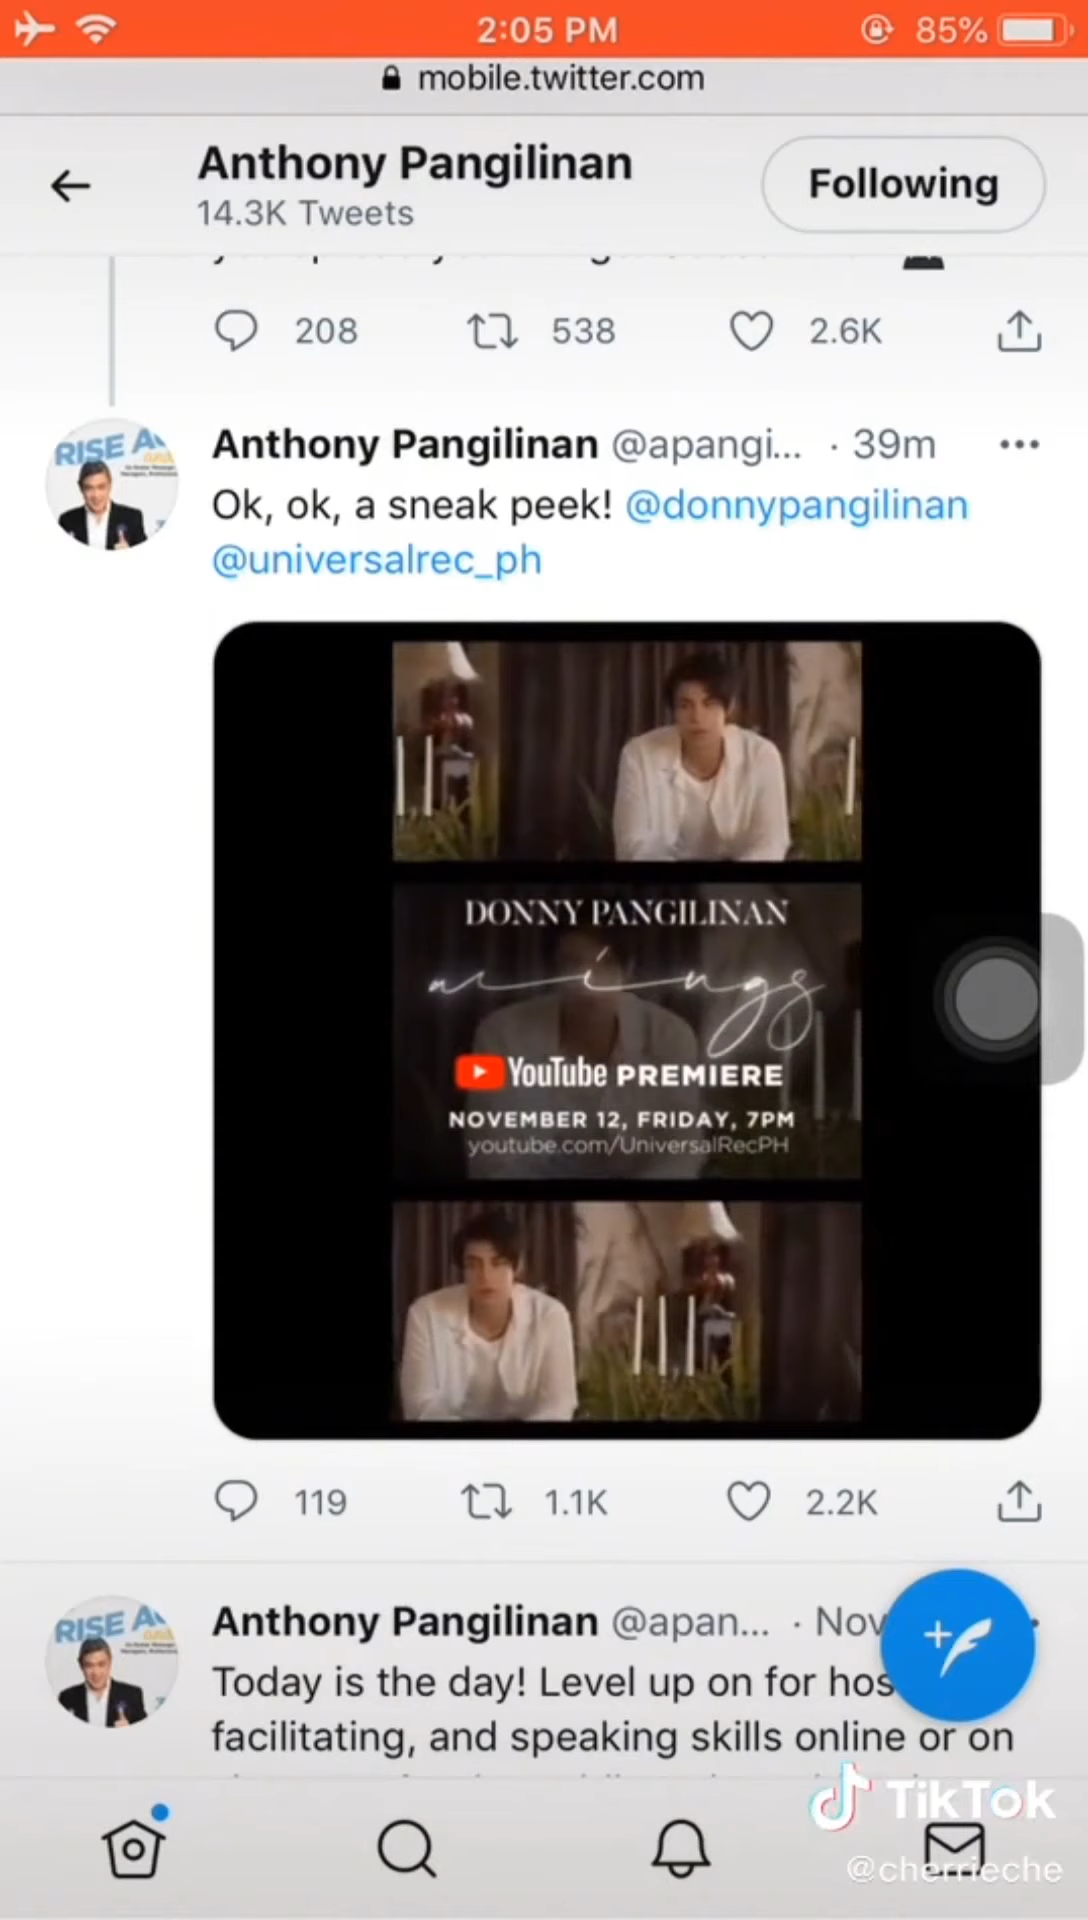 2:05 PM
85%
mobile.twitter.com
Anthony Pangilinan
14.3K Tweets
Following
208 538 2.6K
Anthony Pangilinan @apangi... · 39m
Ok, ok, a sneak peek! @donnypangilinan
@universalrec_ph
RISE
DONNY PANGILINAN
wings
YouTube PREMIERE
NOVEMBER 12, FRIDAY, 7PM
youtube.com/UniversalRecPH
119 1.1K 2.2K
Anthony Pangilinan @apan... · Nov
RISE
Today is the day! Level up on for hos
facilitating, and speaking skills online or on
TikTok
@cherrieche